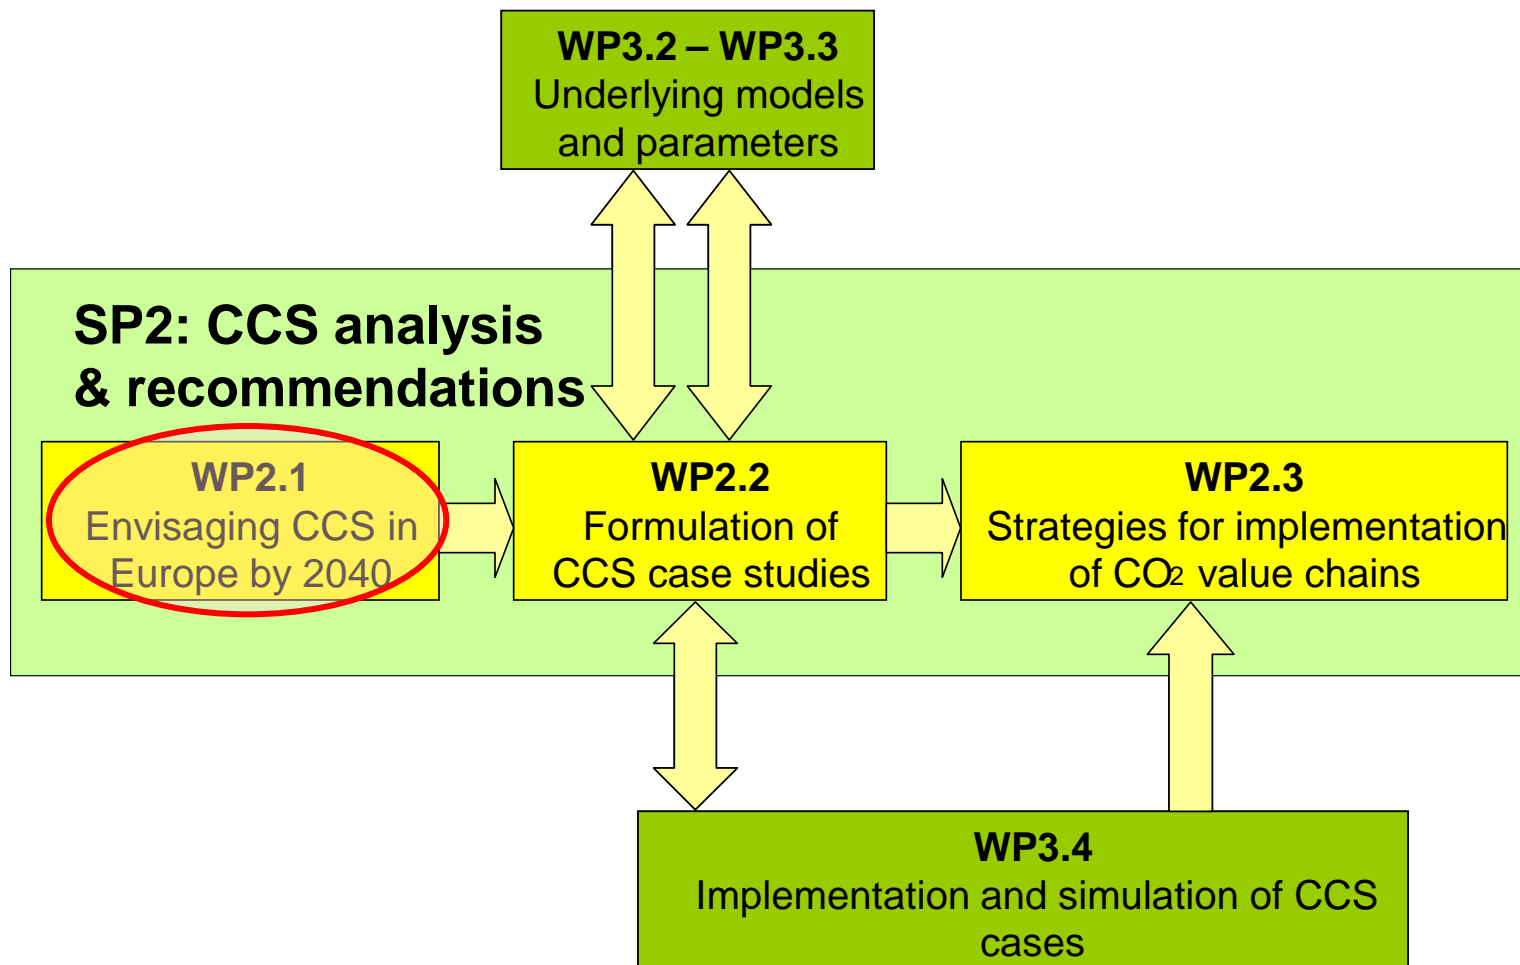 WP3.2 – WP3.3
Underlying models
and parameters
SP2: CCS analysis
& recommendations
WP2.1
Envisaging CCS in
Europe by 2040
WP2.2
Formulation of
CCS case studies
WP2.3
Strategies for implementation
of CO2 value chains
WP3.4
Implementation and simulation of CCS
cases